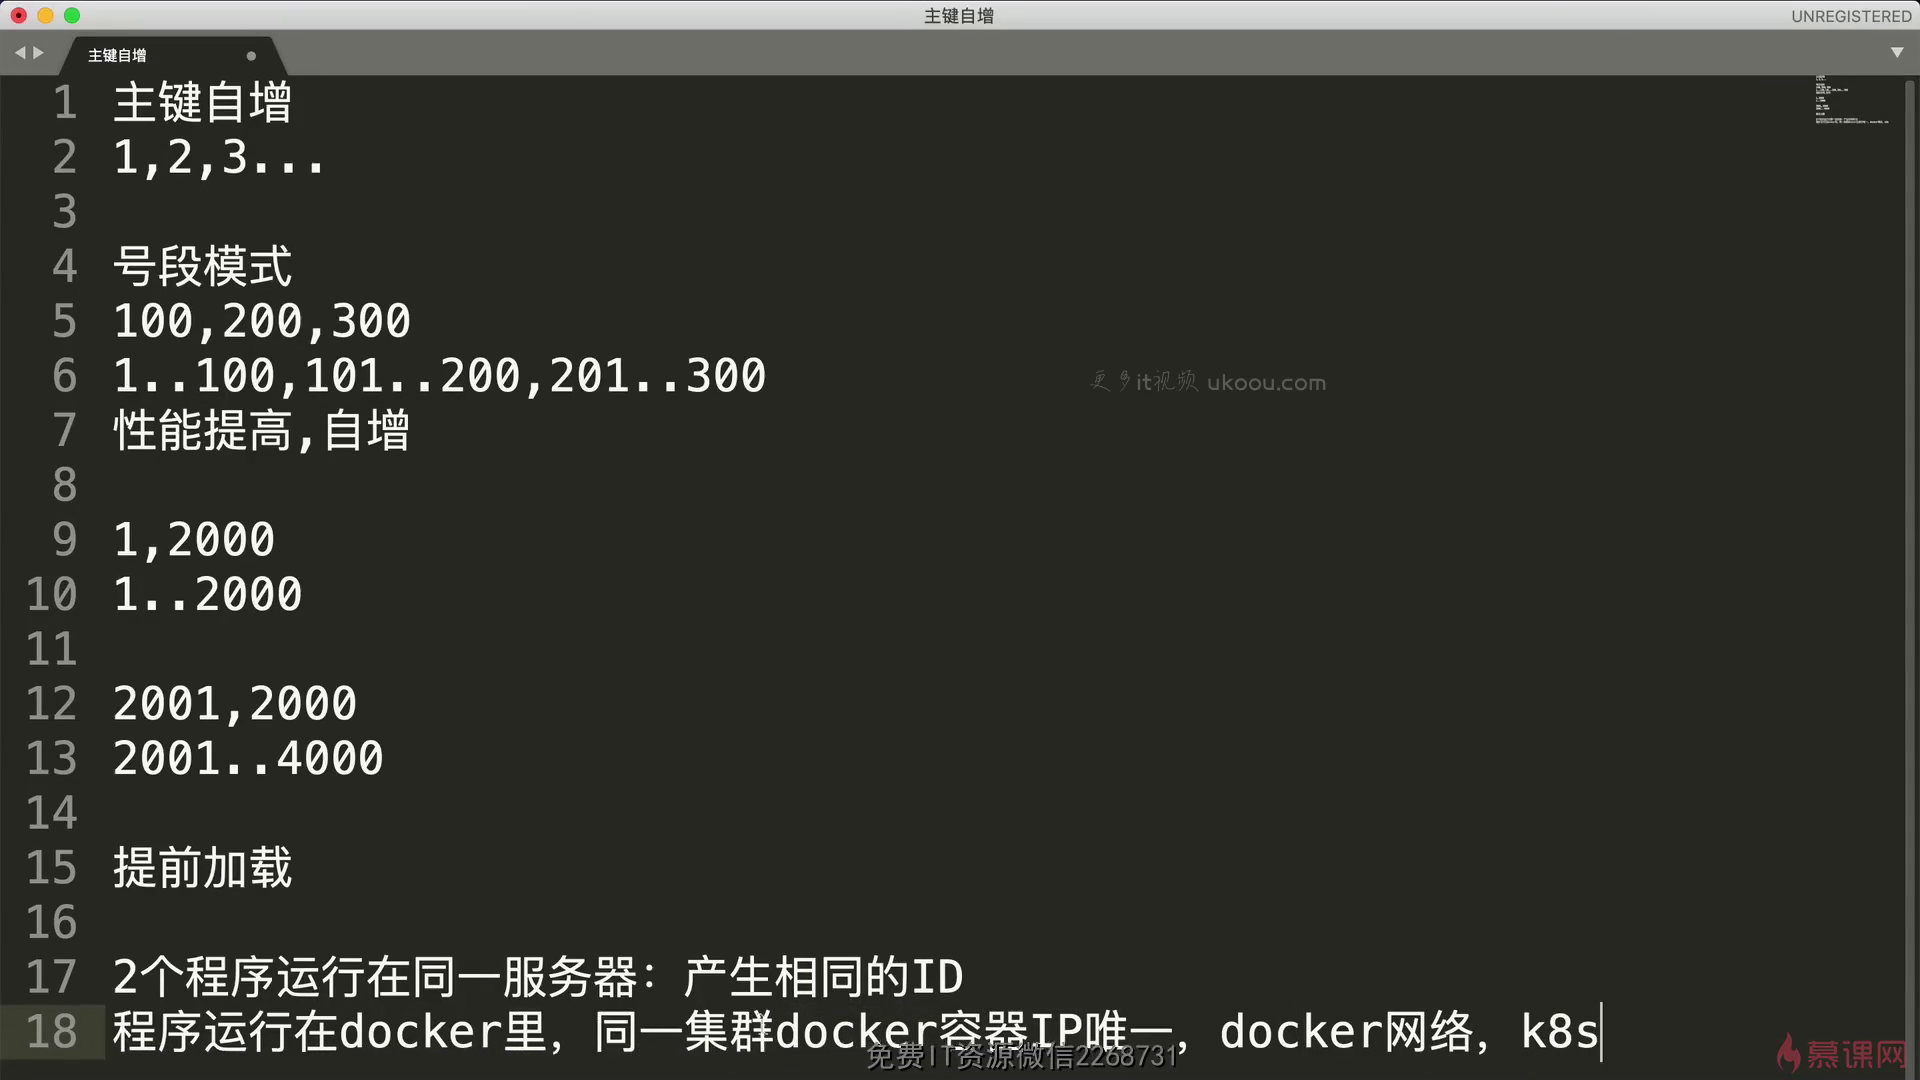 主键自增
UNREGISTERED
主键自增
1 主键自增
2 1,2,3...
3
4 号段模式
5 100,200,300
6 1..100,101..200,201..300
更多it视频 ukoou.com
7 性能提高,自增
8
9 1,2000
10 1..2000
11
12 2001,2000
13 2001..4000
14
15 提前加载
16
17 2个程序运行在同一服务器：产生相同的ID
18 程序运行在docker里，同一集群docker容器IP唯一，docker网络，k8s
免费IT资源微信2268731
慕课网